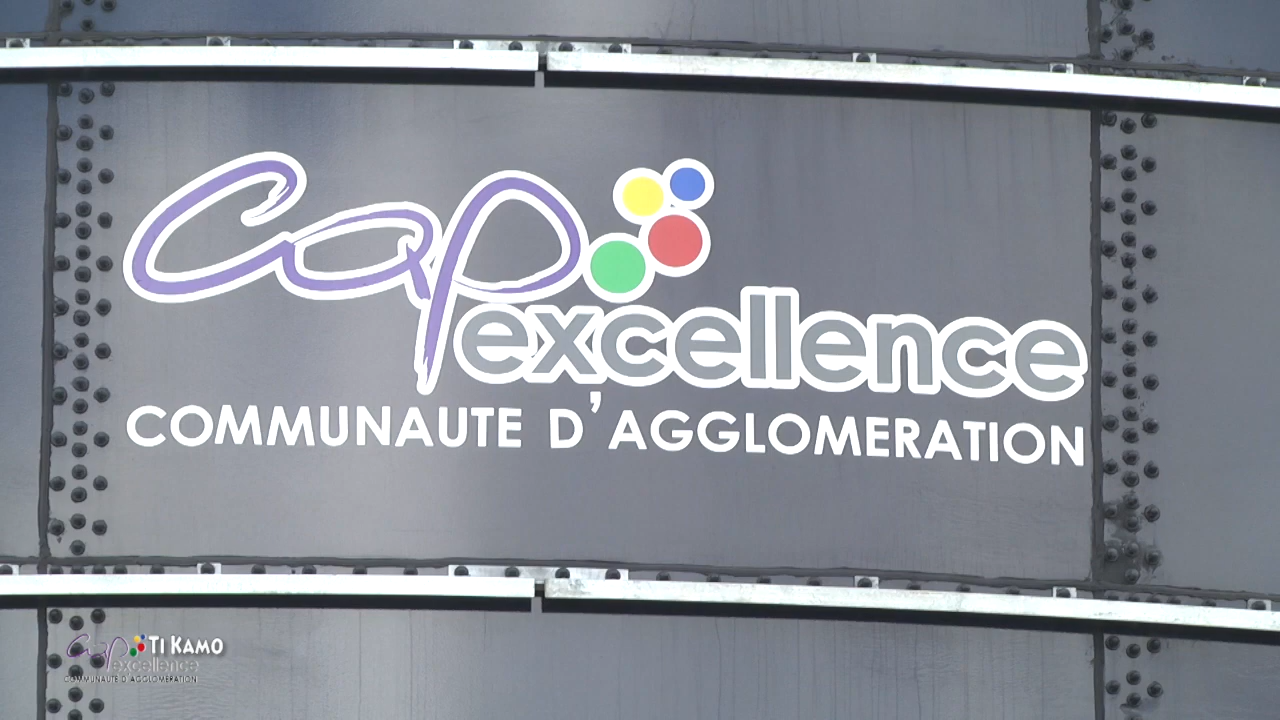 cap
excellence
COMMUNAUTE D'AGGLOMERATION
cap TI KAMO
excellence
COMMUNAUTE D'AGGLOMERATION